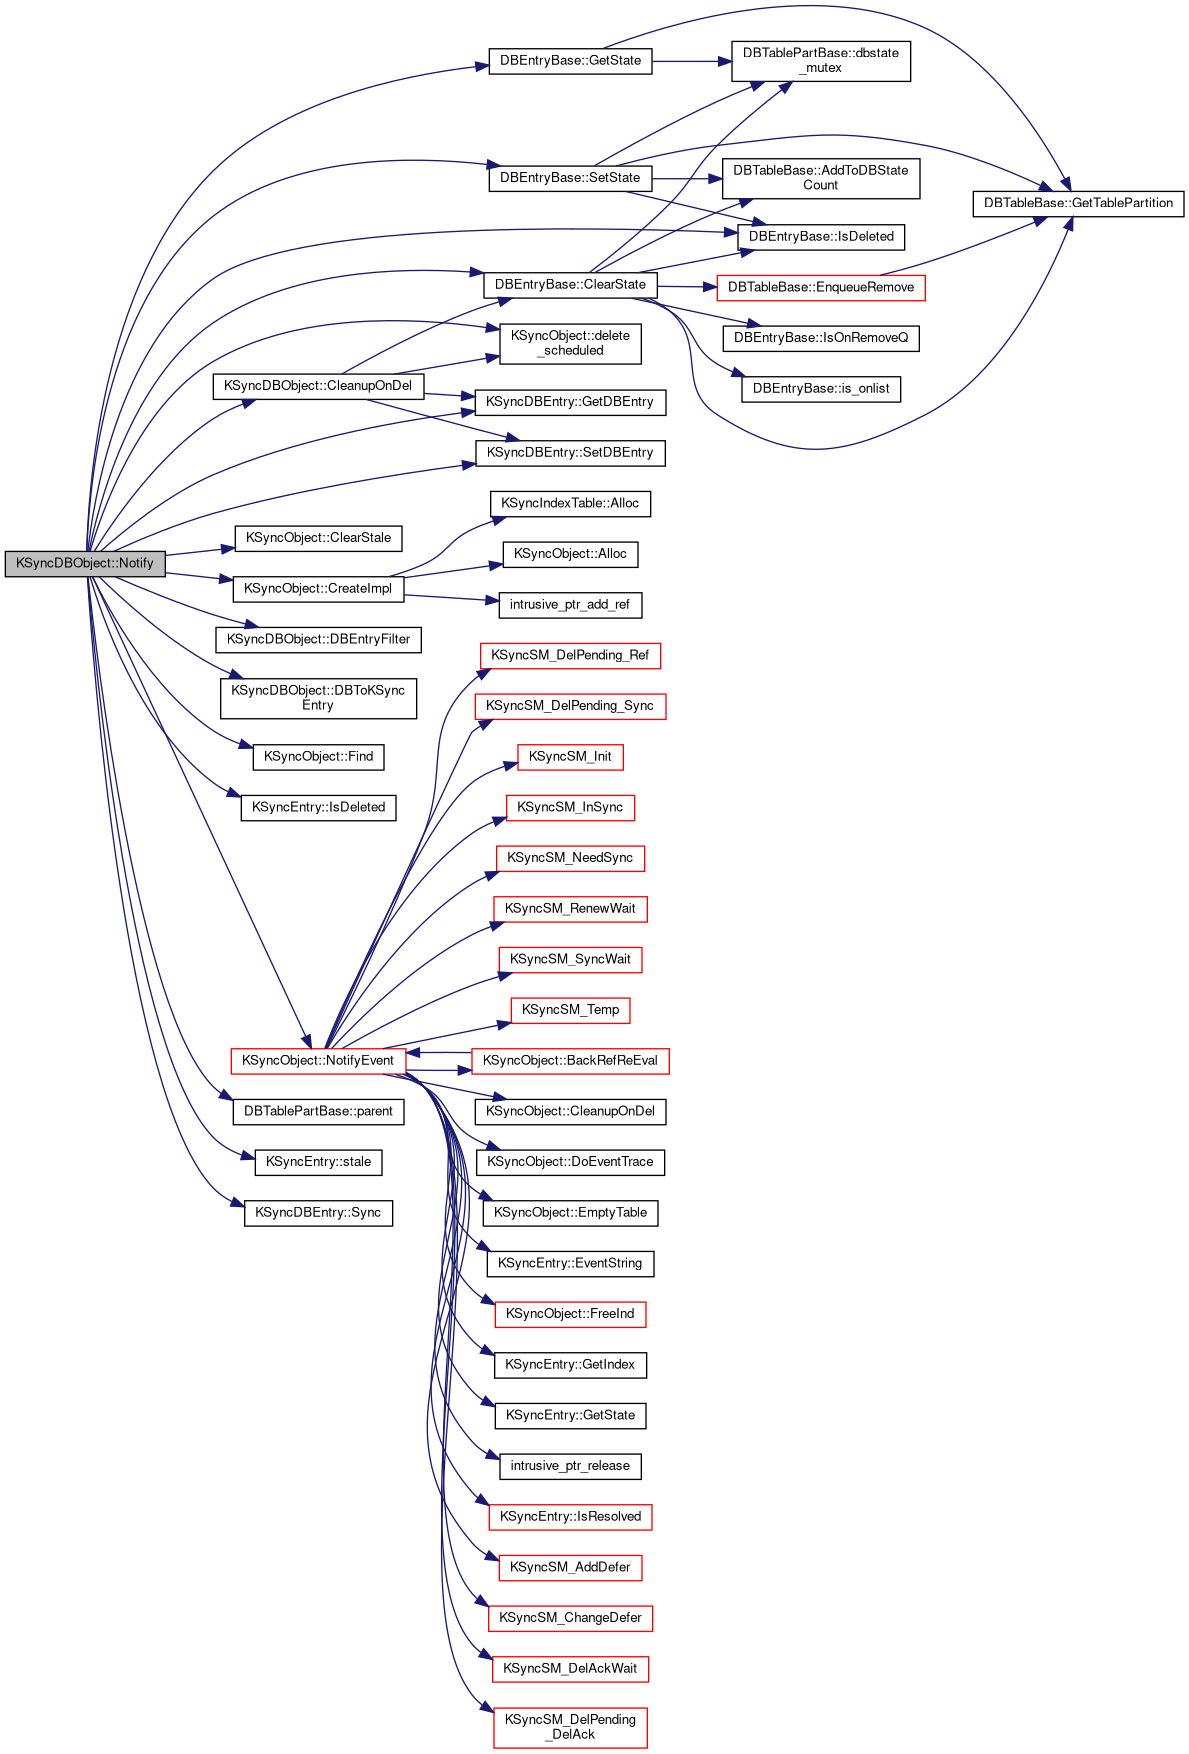 DBEntryBase::GetState
DBTablePartBase::dbstate
_mutex
DBEntryBase::SetState
DBTableBase::AddToDBState
Count
DBTableBase::GetTablePartition
DBEntryBase::IsDeleted
DBEntryBase::ClearState
DBTableBase::EnqueueRemove
KSyncObject::delete
_scheduled
DBEntryBase::IsOnRemoveQ
KSyncDBObject::CleanupOnDel
DBEntryBase::is_onlist
KSyncDBEntry::GetDBEntry
KSyncDBEntry::SetDBEntry
KSyncIndexTable::Alloc
KSyncObject::ClearStale
KSyncObject::Alloc
KSyncDBObject::Notify
KSyncObject::CreateImpl
intrusive_ptr_add_ref
KSyncDBObject::DBEntryFilter
KSyncSM_DelPending_Ref
KSyncDBObject::DBToKSync
Entry
KSyncSM_DelPending_Sync
KSyncObject::Find
KSyncSM_Init
KSyncEntry::IsDeleted
KSyncSM_InSync
KSyncSM_NeedSync
KSyncSM_RenewWait
KSyncSM_SyncWait
KSyncSM_Temp
KSyncObject::NotifyEvent
KSyncObject::BackRefReEval
DBTablePartBase::parent
KSyncObject::CleanupOnDel
KSyncEntry::stale
KSyncObject::DoEventTrace
KSyncDBEntry::Sync
KSyncObject::EmptyTable
KSyncEntry::EventString
KSyncObject::FreeInd
KSyncEntry::GetIndex
KSyncEntry::GetState
intrusive_ptr_release
KSyncEntry::IsResolved
KSyncSM_AddDefer
KSyncSM_ChangeDefer
KSyncSM_DelAckWait
KSyncSM_DelPending
_DelAck